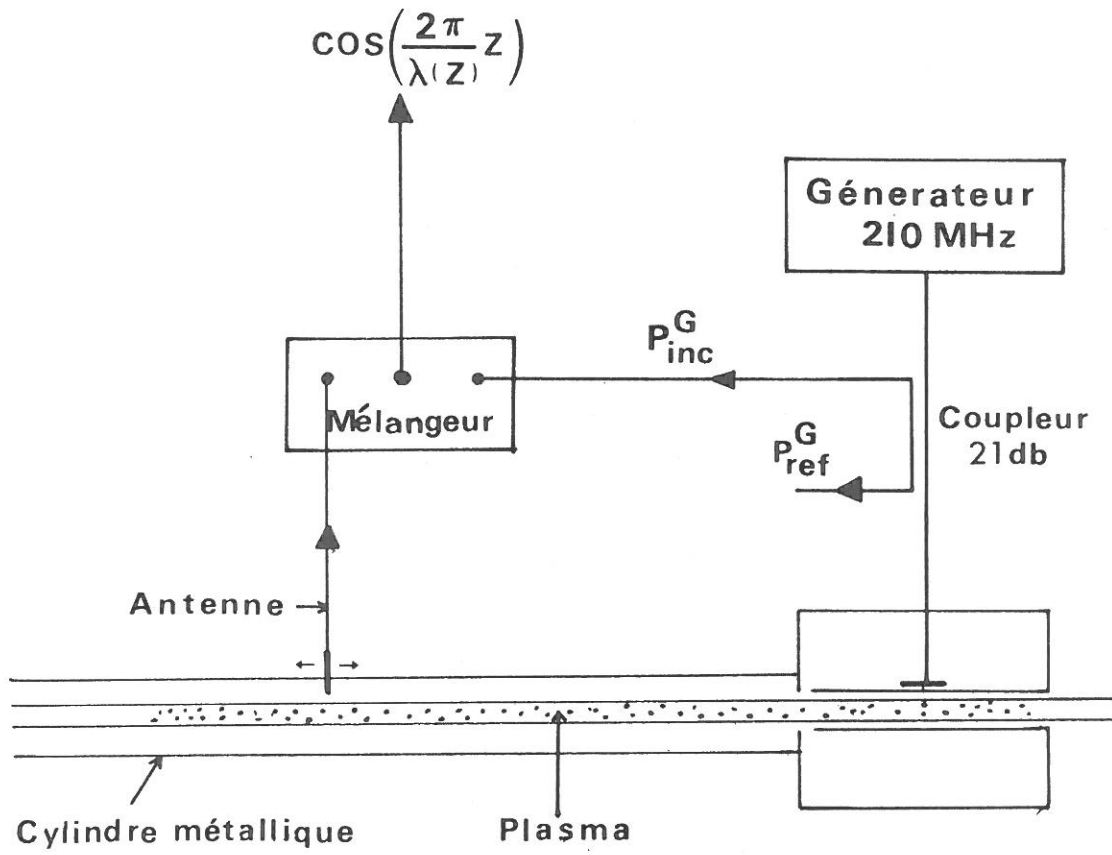 COS(2π/λ(Z) Z)
Génerateur
210 MHz
P^G_inc
Mélangeur
Coupleur
21db
P^G_ref
Antenne
Cylindre métallique
Plasma